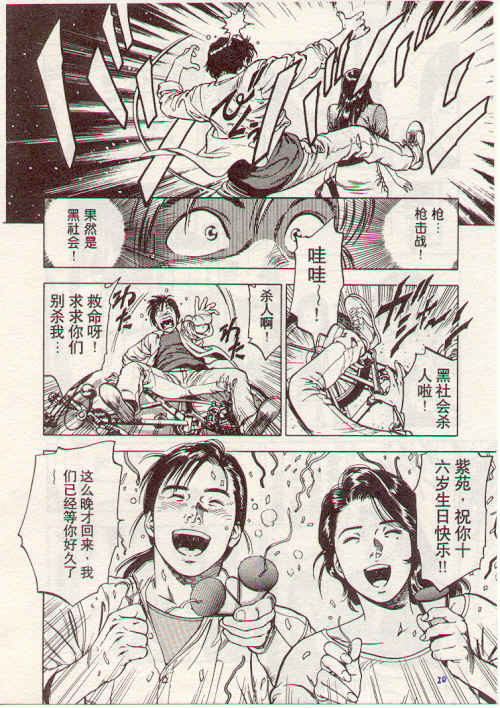 枪…
枪击战！
果然是
黑社会！
哇哇~！
黑社会杀
人啦！
杀人啊！
救命呀！
求求你们
别杀我…
紫苑，祝你十
六岁生日快乐!!
这么晚才回来，我
们已经等你好久了
~
20